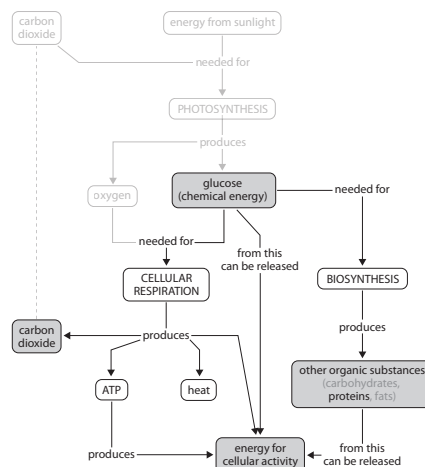 carbon
dioxide
energy from sunlight
needed for
PHOTOSYNTHESIS
produces
oxygen
glucose
(chemical energy)
needed for
needed for
from this
can be released
CELLULAR
RESPIRATION
BIOSYNTHESIS
carbon
dioxide
produces
produces
ATP
heat
other organic substances
(carbohydrates,
proteins, fats)
produces
energy for
cellular activity
from this
can be released